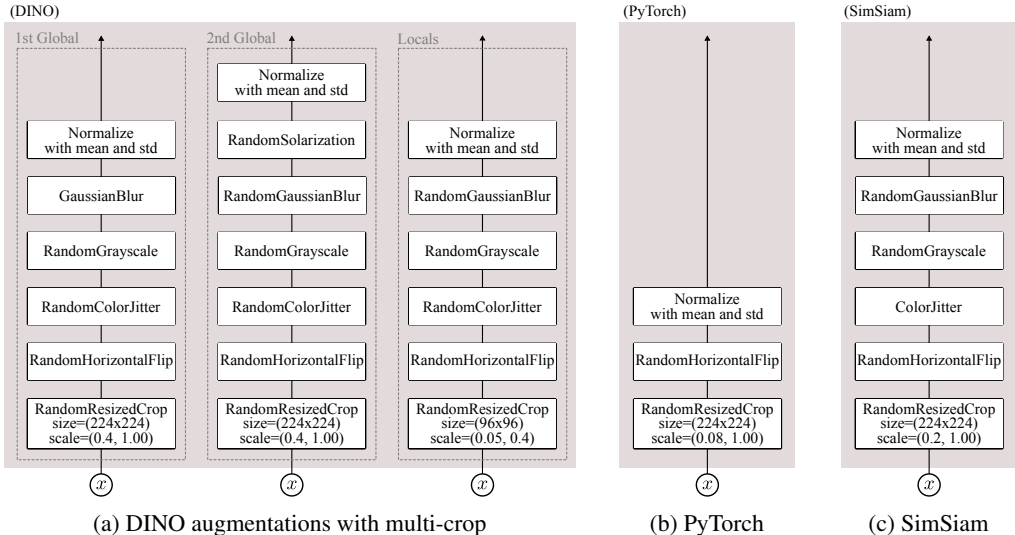 (DINO)
1st Global
Normalize
with mean and std
GaussianBlur
RandomGrayscale
RandomColorJitter
RandomHorizontalFlip
RandomResizedCrop
size=(224x224)
scale=(0.4, 1.00)
x
2nd Global
Normalize
with mean and std
RandomSolarization
RandomGaussianBlur
RandomGrayscale
RandomColorJitter
RandomHorizontalFlip
RandomResizedCrop
size=(224x224)
scale=(0.4, 1.00)
x
Locals
Normalize
with mean and std
RandomGaussianBlur
RandomGrayscale
RandomColorJitter
RandomHorizontalFlip
RandomResizedCrop
size=(96x96)
scale=(0.05, 0.4)
x
(a) DINO augmentations with multi-crop
(PyTorch)
Normalize
with mean and std
RandomHorizontalFlip
RandomResizedCrop
size=(224x224)
scale=(0.08, 1.00)
x
(b) PyTorch
(SimSiam)
Normalize
with mean and std
RandomGaussianBlur
RandomGrayscale
ColorJitter
RandomHorizontalFlip
RandomResizedCrop
size=(224x224)
scale=(0.2, 1.00)
x
(c) SimSiam